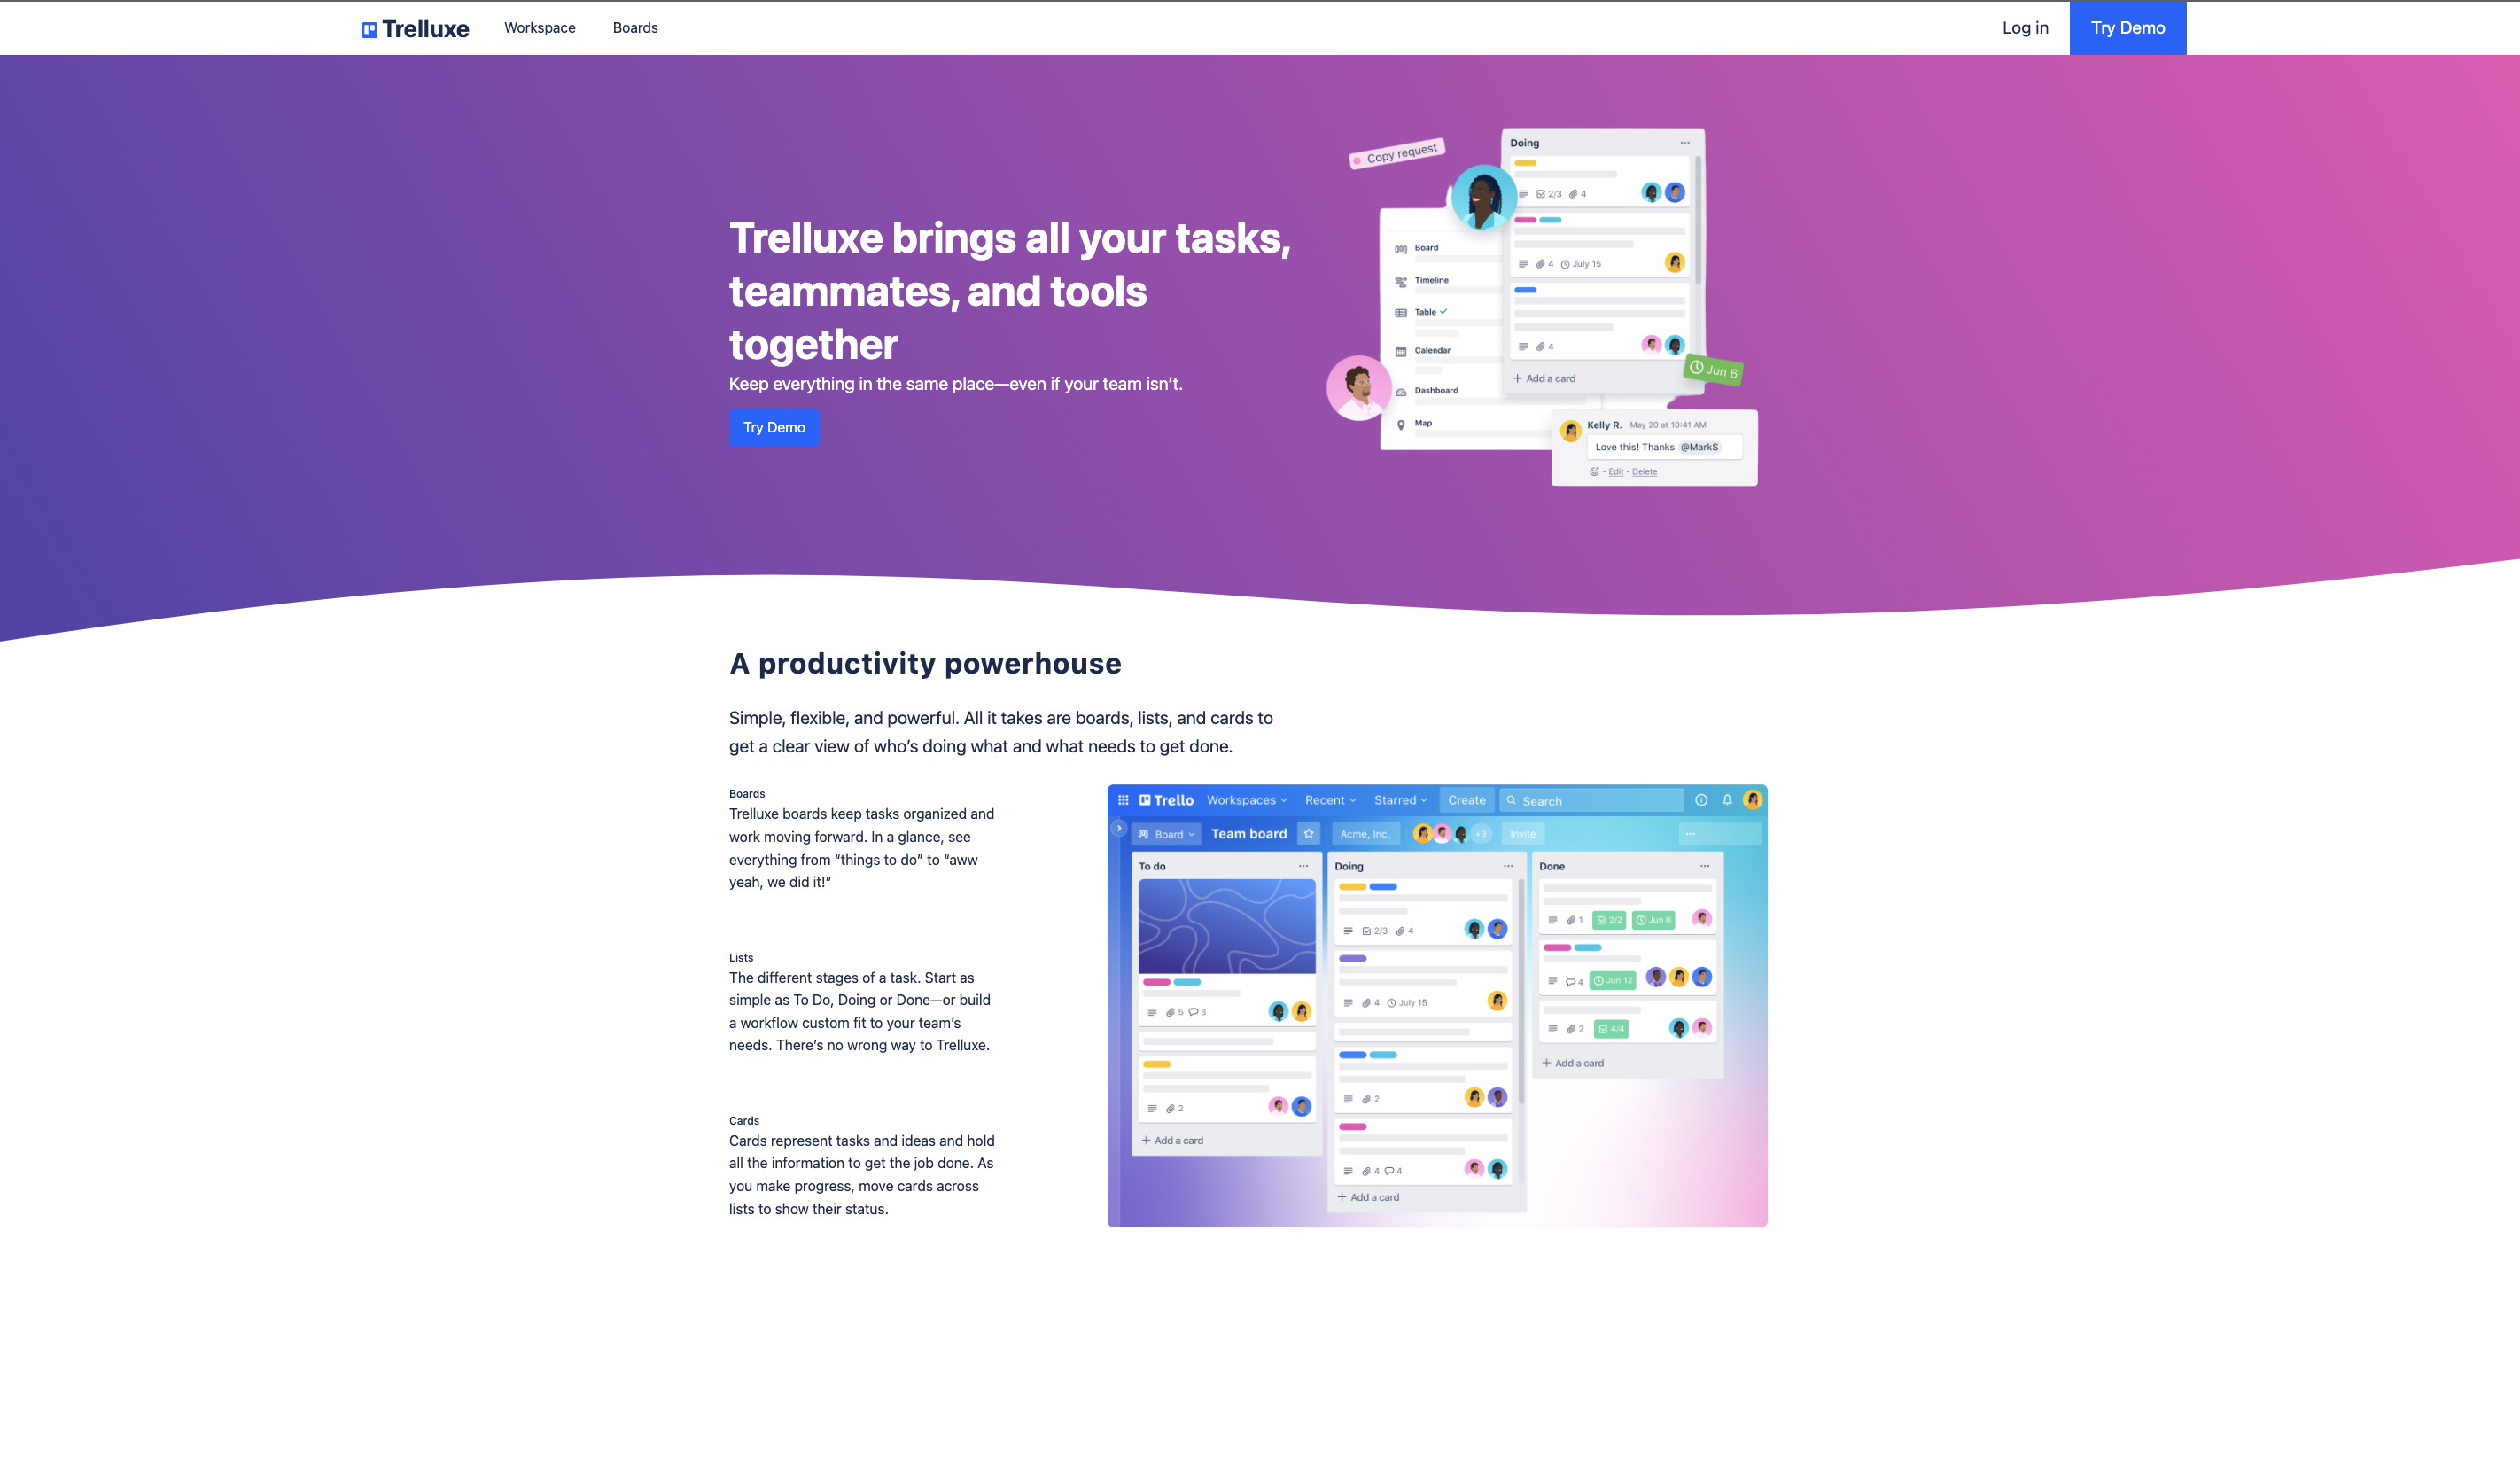 Trelluxe Workspace Boards Log in Try Demo
Trelluxe brings all your tasks,
teammates, and tools
together
Keep everything in the same place—even if your team isn’t.
Try Demo
Copy request
Doing
2/3 4
4 July 15
4
Add a card
Board
Timeline
Table
Calendar
Dashboard
Map
Jun 6
Kelly R. May 20 at 10:41 AM
Love this! Thanks @MarkS
- Edit - Delete
A productivity powerhouse
Simple, flexible, and powerful. All it takes are boards, lists, and cards to
get a clear view of who’s doing what and what needs to get done.
Boards
Trelluxe boards keep tasks organized and
work moving forward. In a glance, see
everything from “things to do” to “aww
yeah, we did it!”
Lists
The different stages of a task. Start as
simple as To Do, Doing or Done—or build
a workflow custom fit to your team’s
needs. There’s no wrong way to Trelluxe.
Cards
Cards represent tasks and ideas and hold
all the information to get the job done. As
you make progress, move cards across
lists to show their status.
Trello Workspaces Recent Starred Create Search
Board Team board Acme, Inc. +3 Invite
To do
5 3
2
Add a card
Doing
2/3 4
4 July 15
2
4 4
Add a card
Done
1 2/2 Jun 6
4 Jun 12
2 4/4
Add a card